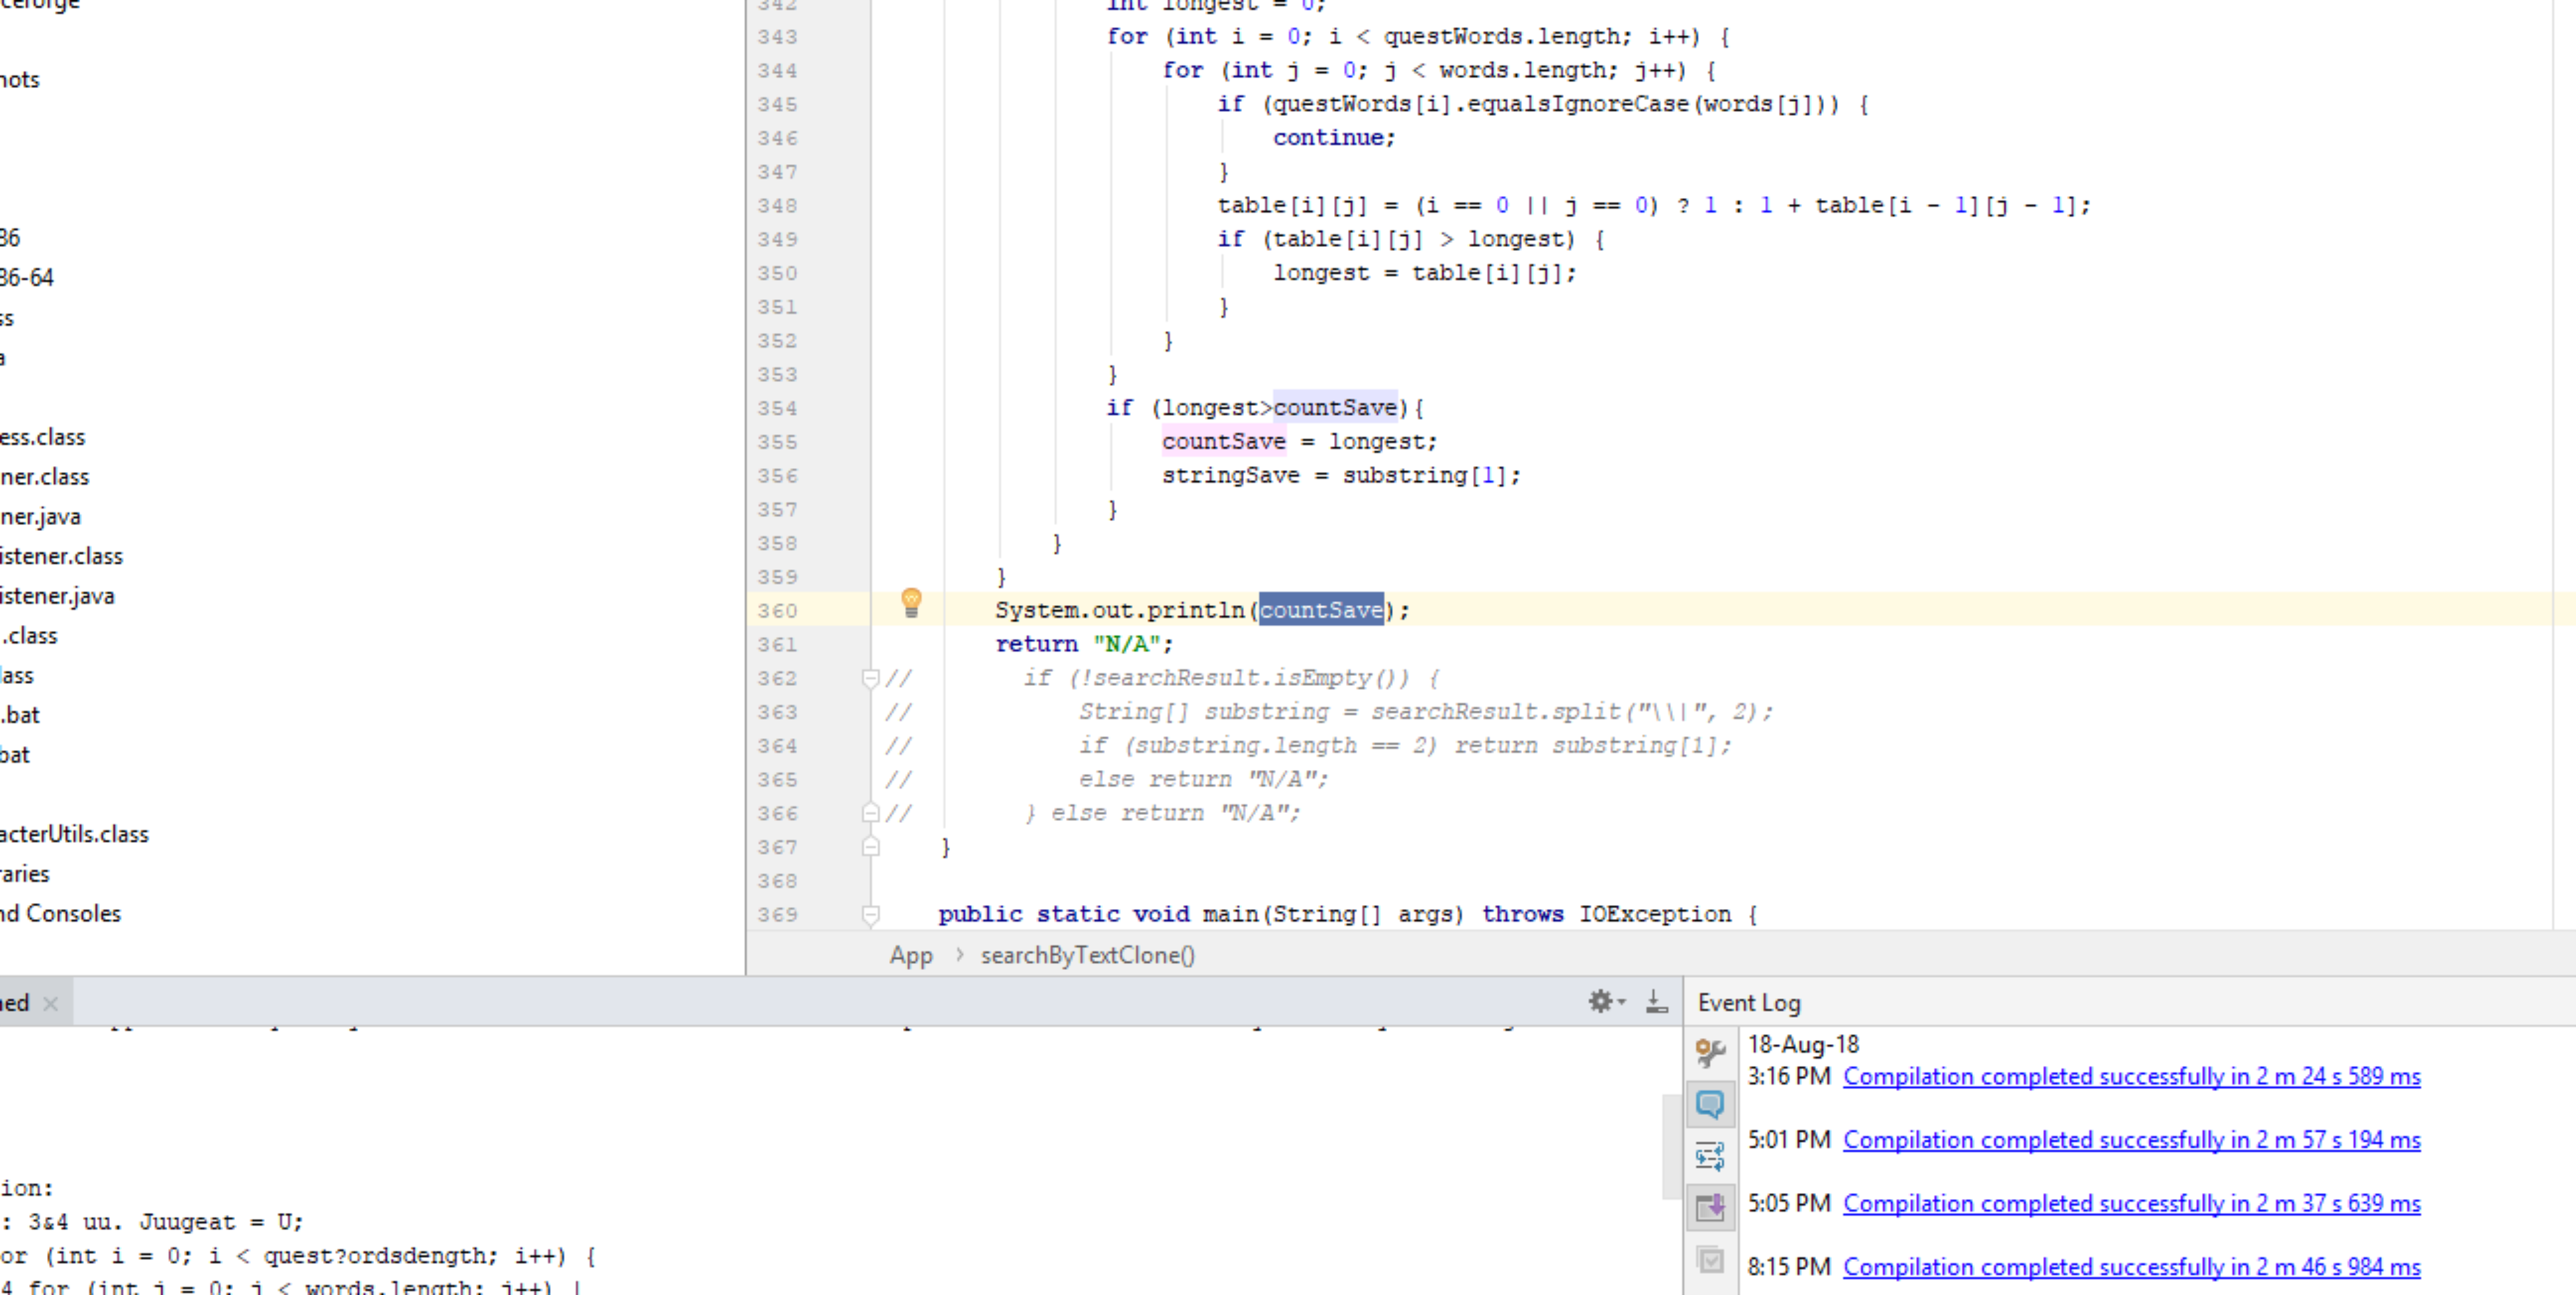 ceforge
hots
86
86-64
ss
a
ess.class
ner.class
ner.java
istener.class
istener.java
.class
lass
.bat
bat
acterUtils.class
raries
nd Consoles
342 int longest = 0;
343 for (int i = 0; i < questWords.length; i++) {
344 for (int j = 0; j < words.length; j++) {
345 if (questWords[i].equalsIgnoreCase(words[j])) {
346 continue;
347 }
348 table[i][j] = (i == 0 || j == 0) ? 1 : 1 + table[i - 1][j - 1];
349 if (table[i][j] > longest) {
350 longest = table[i][j];
351 }
352 }
353 }
354 if (longest>countSave){
355 countSave = longest;
356 stringSave = substring[1];
357 }
358 }
359 }
360 System.out.println(countSave);
361 return "N/A";
362 // if (!searchResult.isEmpty()) {
363 // String[] substring = searchResult.split("\\|", 2);
364 // if (substring.length == 2) return substring[1];
365 // else return "N/A";
366 // } else return "N/A";
367 }
368
369 public static void main(String[] args) throws IOException {
App > searchByTextClone()
ned
ion:
: 3&4 uu. Juugeat = U;
or (int i = 0; i < quest?ordsdength; i++) {
4 for (int j = 0; j < words.length; j++) |
Event Log
18-Aug-18
3:16 PM Compilation completed successfully in 2 m 24 s 589 ms
5:01 PM Compilation completed successfully in 2 m 57 s 194 ms
5:05 PM Compilation completed successfully in 2 m 37 s 639 ms
8:15 PM Compilation completed successfully in 2 m 46 s 984 ms